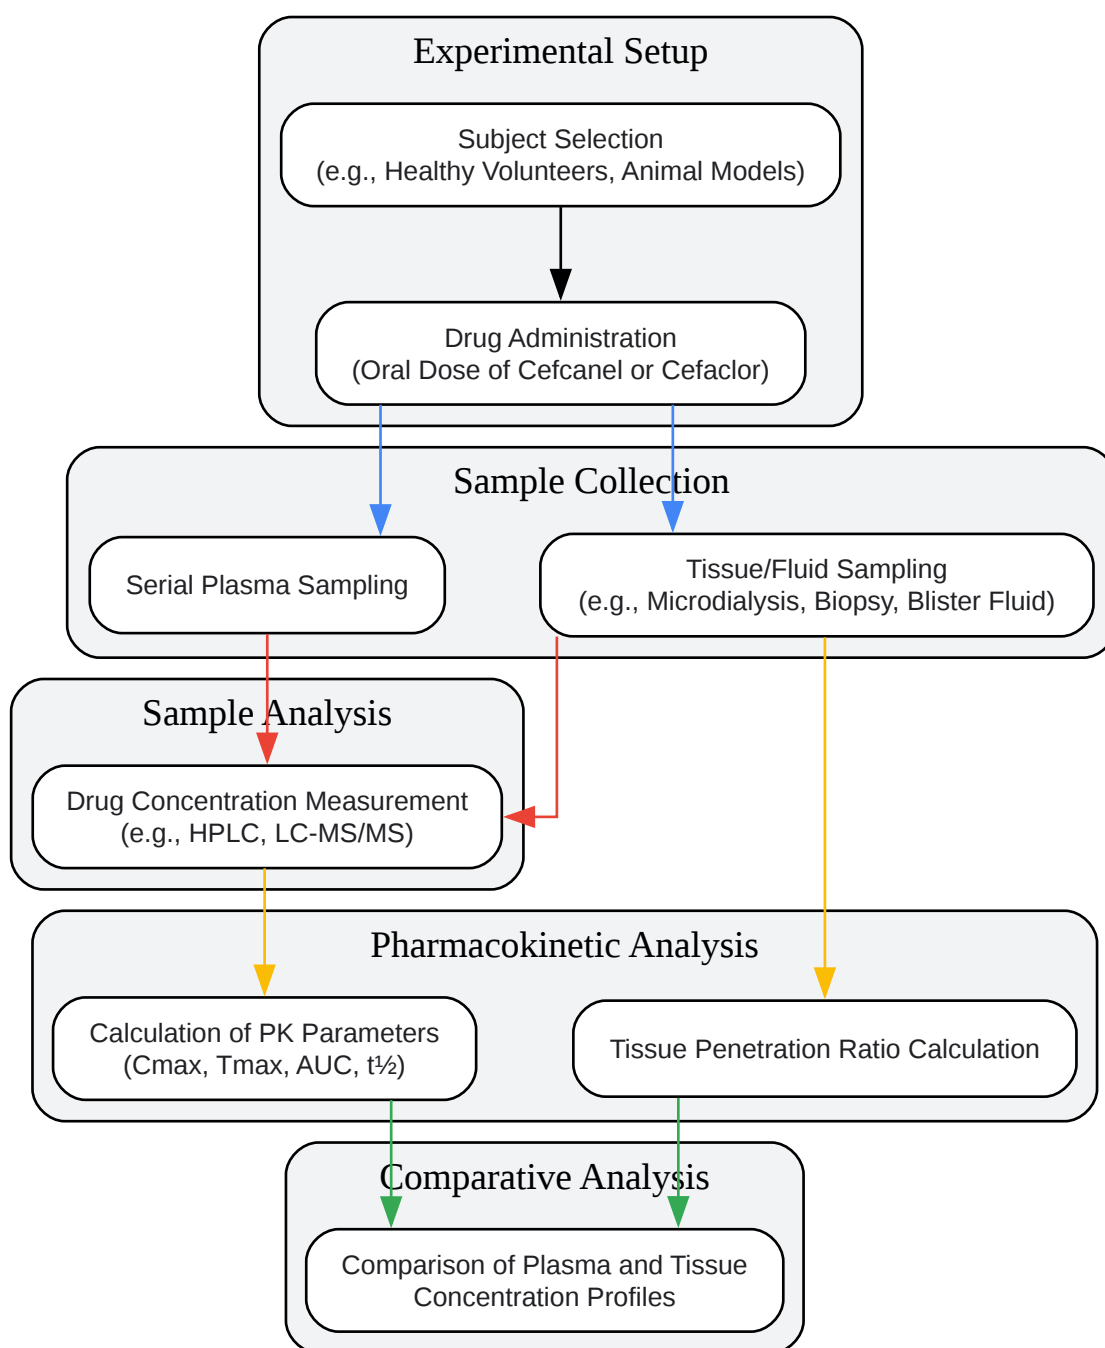 Experimental Setup
Subject Selection
(e.g., Healthy Volunteers, Animal Models)
Drug Administration
(Oral Dose of Cefcanel or Cefaclor)
Sample Collection
Serial Plasma Sampling
Tissue/Fluid Sampling
(e.g., Microdialysis, Biopsy, Blister Fluid)
Sample Analysis
Drug Concentration Measurement
(e.g., HPLC, LC-MS/MS)
Pharmacokinetic Analysis
Calculation of PK Parameters
(Cmax, Tmax, AUC, t½)
Tissue Penetration Ratio Calculation
Comparative Analysis
Comparison of Plasma and Tissue
Concentration Profiles